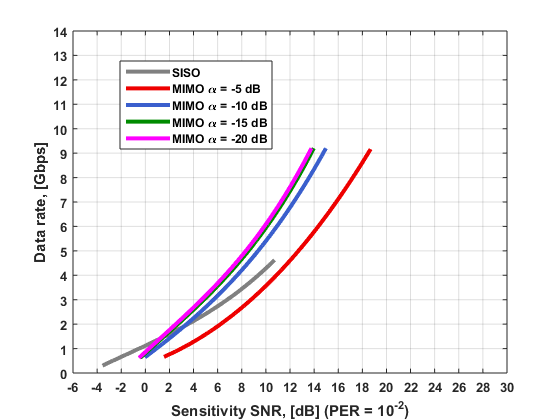 14
13
12
11
10
9
8
7
6
5
4
3
2
1
0
Data rate, [Gbps]
SISO
MIMO α = -5 dB
MIMO α = -10 dB
MIMO α = -15 dB
MIMO α = -20 dB
-6 -4 -2 0 2 4 6 8 10 12 14 16 18 20 22 24 26 28 30
Sensitivity SNR, [dB] (PER = 10⁻²)